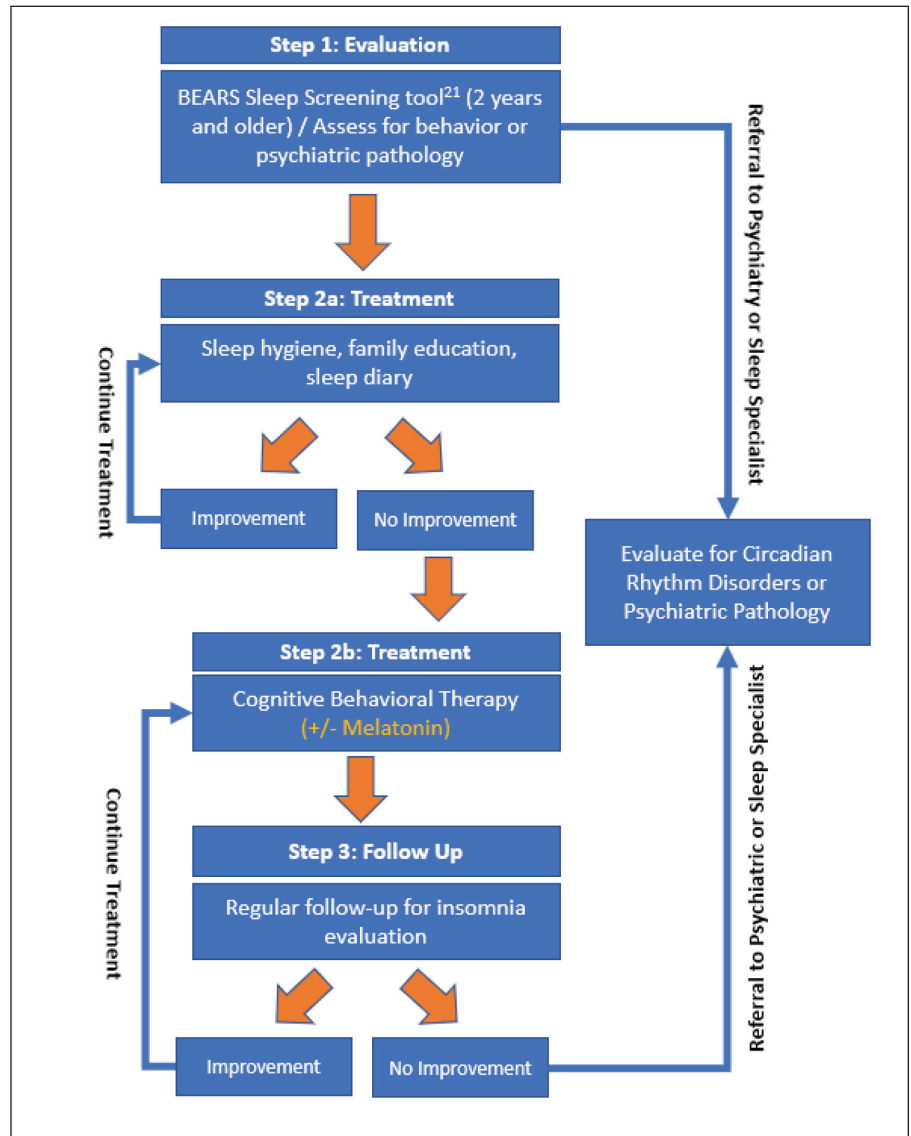 Step 1: Evaluation
BEARS Sleep Screening tool21 (2 years
and older) / Assess for behavior or
psychiatric pathology
Referral to Psychiatry or Sleep Specialist
Step 2a: Treatment
Sleep hygiene, family education,
sleep diary
Continue Treatment
Improvement
No Improvement
Evaluate for Circadian
Rhythm Disorders or
Psychiatric Pathology
Step 2b: Treatment
Cognitive Behavioral Therapy
(+/- Melatonin)
Continue Treatment
Step 3: Follow Up
Regular follow-up for insomnia
evaluation
Improvement
No Improvement
Referral to Psychiatric or Sleep Specialist